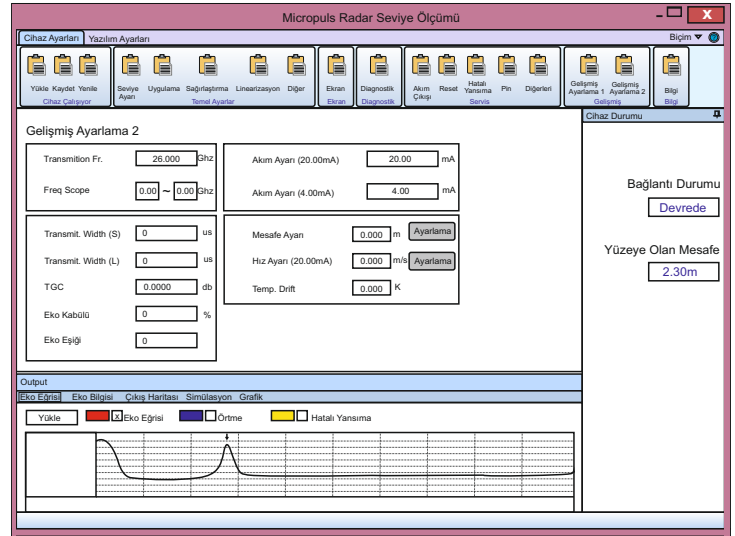 Micropuls Radar Seviye Ölçümü
X
Cihaz Ayarları Yazılım Ayarları Biçim
Yükle Kaydet Yenile
Cihaz Çalışıyor
Seviye Ayarı Uygulama Sağırlaştırma Linearizasyon Diğer
Temel Ayarlar
Ekran
Ekran
Diagnostik
Diagnostik
Akım Çıkışı Reset Hatalı Yansıma Pin Diğerleri
Servis
Gelişmiş Ayarlama 1 Gelişmiş Ayarlama 2
Gelişmiş
Bilgi
Bilgi
Cihaz Durumu
Gelişmiş Ayarlama 2
Transmition Fr. 26.000 Ghz
Freq Scope 0.00 ~ 0.00 Ghz
Akım Ayarı (20.00mA) 20.00 mA
Akım Ayarı (4.00mA) 4.00 mA
Transmit. Width (S) 0 us
Transmit. Width (L) 0 us
TGC 0.0000 db
Eko Kabülü 0 %
Eko Eşiği 0
Mesafe Ayarı 0.000 m Ayarlama
Hız Ayarı (20.00mA) 0.000 m/s Ayarlama
Temp. Drift 0.000 K
Bağlantı Durumu
Devrede
Yüzeye Olan Mesafe
2.30m
Output
Eko Eğrisi Eko Bilgisi Çıkış Haritası Simülasyon Grafik
Yükle X Eko Eğrisi Örtme Hatalı Yansıma